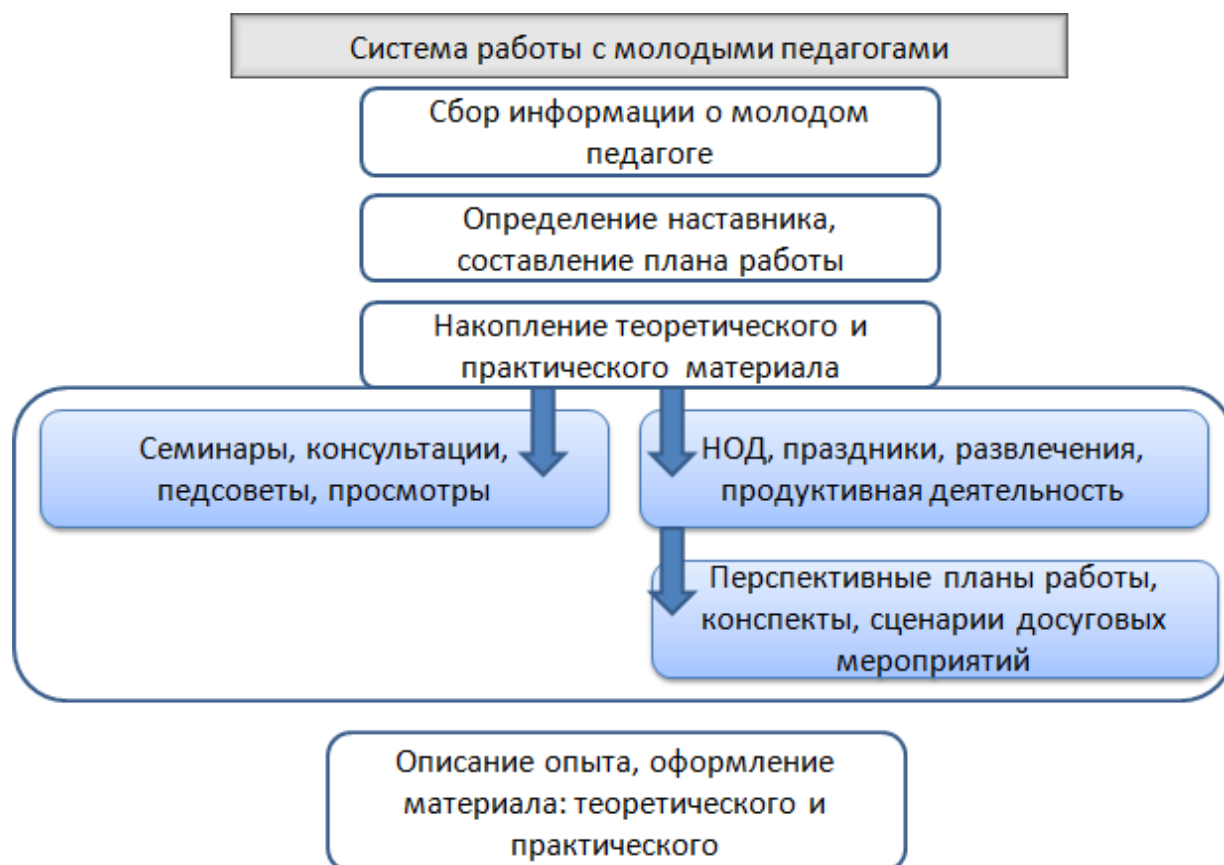 Система работы с молодыми педагогами
Сбор информации о молодом
педагоге
Определение наставника,
составление плана работы
Накопление теоретического и
практического материала
Семинары, консультации,
педсоветы, просмотры
НОД, праздники, развлечения,
продуктивная деятельность
Перспективные планы работы,
конспекты, сценарии досуговых
мероприятий
Описание опыта, оформление
материала: теоретического и
практического